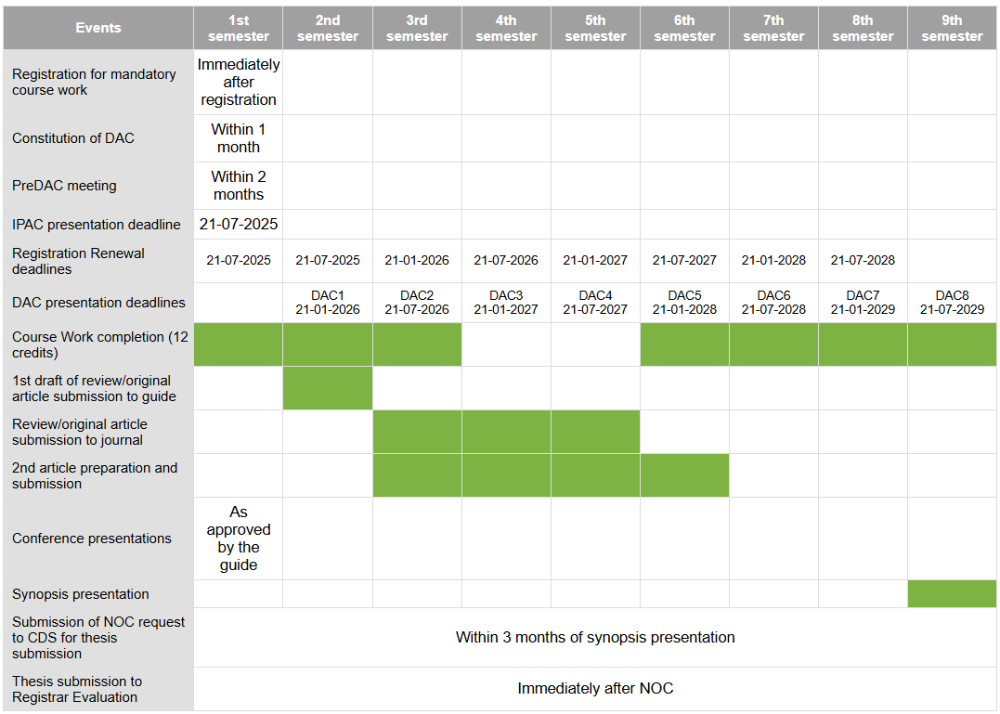 Events
1st
semester
2nd
semester
3rd
semester
4th
semester
5th
semester
6th
semester
7th
semester
8th
semester
9th
semester
Registration for mandatory
course work
Immediately
after
registration
Constitution of DAC
Within 1
month
PreDAC meeting
Within 2
months
IPAC presentation deadline
21-07-2025
Registration Renewal
deadlines
21-07-2025
21-07-2025
21-01-2026
21-07-2026
21-01-2027
21-07-2027
21-01-2028
21-07-2028
DAC presentation deadlines
DAC1
21-01-2026
DAC2
21-07-2026
DAC3
21-01-2027
DAC4
21-07-2027
DAC5
21-01-2028
DAC6
21-07-2028
DAC7
21-01-2029
DAC8
21-07-2029
Course Work completion (12
credits)
1st draft of review/original
article submission to guide
Review/original article
submission to journal
2nd article preparation and
submission
Conference presentations
As
approved
by the
guide
Synopsis presentation
Submission of NOC request
to CDS for thesis
submission
Within 3 months of synopsis presentation
Thesis submission to
Registrar Evaluation
Immediately after NOC